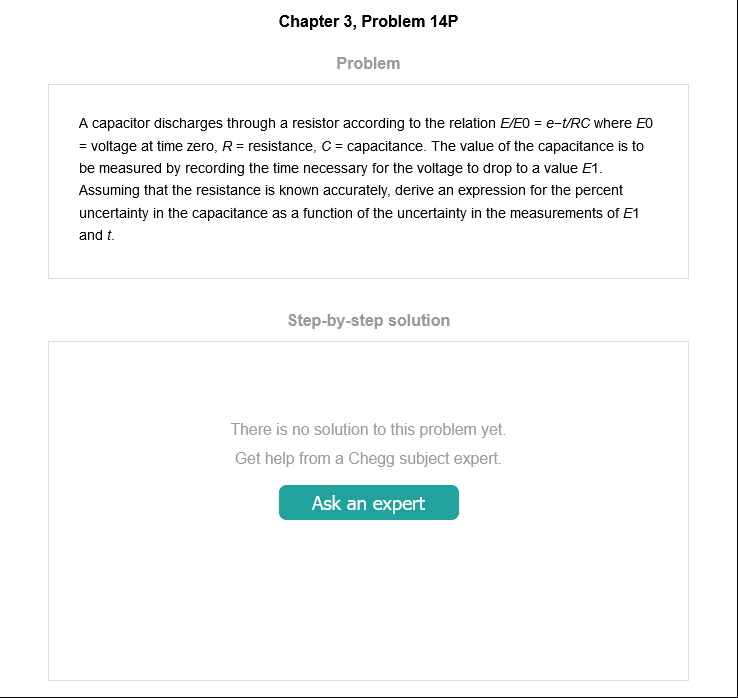 Chapter 3, Problem 14P
Problem
A capacitor discharges through a resistor according to the relation E/E0 = e−t/RC where E0
= voltage at time zero, R = resistance, C = capacitance. The value of the capacitance is to
be measured by recording the time necessary for the voltage to drop to a value E1.
Assuming that the resistance is known accurately, derive an expression for the percent
uncertainty in the capacitance as a function of the uncertainty in the measurements of E1
and t.
Step-by-step solution
There is no solution to this problem yet.
Get help from a Chegg subject expert.
Ask an expert